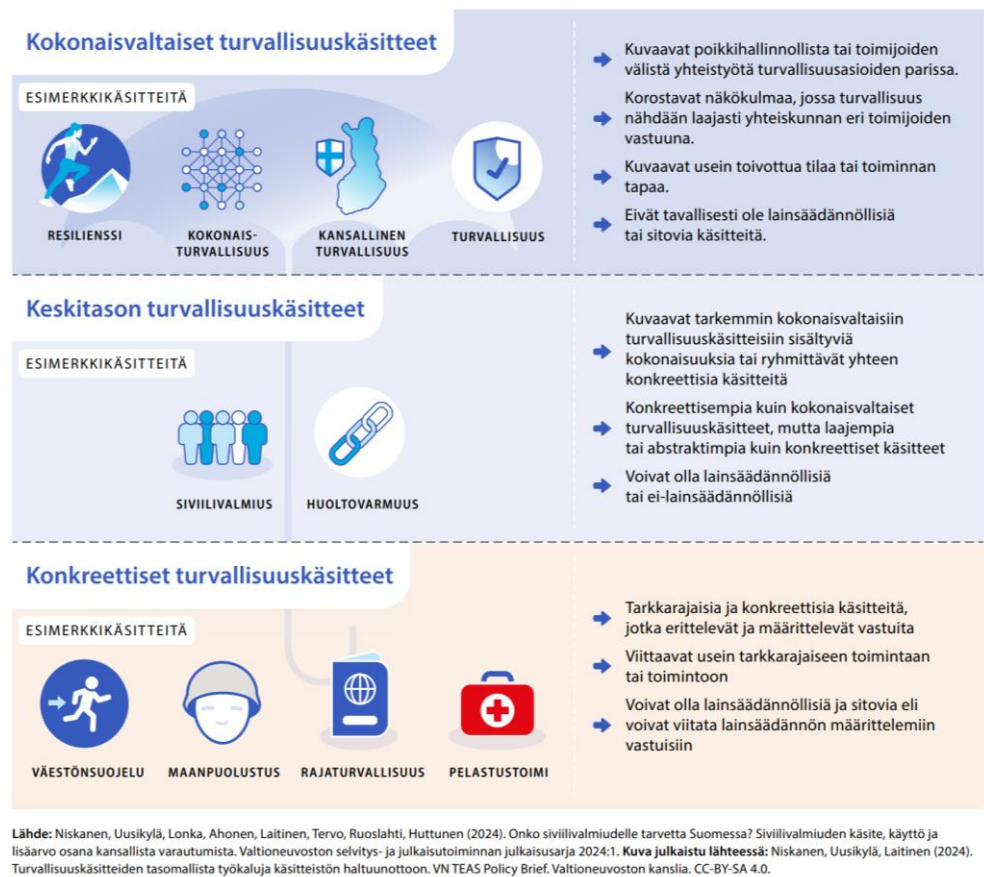 Kokonaisvaltaiset turvallisuuskäsitteet
ESIMERKKIKÄSITTEITÄ
RESILIENSSI
KOKONAIS-
TURVALLISUUS
KANSALLINEN
TURVALLISUUS
TURVALLISUUS
Kuvaavat poikkihallinnollista tai toimijoiden
välistä yhteistyötä turvallisuusasioiden parissa.
Korostavat näkökulmaa, jossa turvallisuus
nähdään laajasti yhteiskunnan eri toimijoiden
vastuuna.
Kuvaavat usein toivottua tilaa tai toiminnan
tapaa.
Eivät tavallisesti ole lainsäädännöllisiä
tai sitovia käsitteitä.
Keskitason turvallisuuskäsitteet
ESIMERKKIKÄSITTEITÄ
SIVIILIVALMIUS
HUOLTOVARMUUS
Kuvaavat tarkemmin kokonaisvaltaisiin
turvallisuuskäsitteisiin sisältyviä
kokonaisuuksia tai ryhmittävät yhteen
konkreettisia käsitteitä
Konkreettisempia kuin kokonaisvaltaiset
turvallisuuskäsitteet, mutta laajempia
tai abstraktimpia kuin konkreettiset käsitteet
Voivat olla lainsäädännöllisiä
tai ei-lainsäädännöllisiä
Konkreettiset turvallisuuskäsitteet
ESIMERKKIKÄSITTEITÄ
VÄESTÖNSUOJELU
MAANPUOLUSTUS
RAJATURVALLISUUS
PELASTUSTOIMI
Tarkkarajaisia ja konkreettisia käsitteitä,
jotka erittelevät ja määrittelevät vastuita
Viittaavat usein tarkkarajaiseen toimintaan
tai toimintoon
Voivat olla lainsäädännöllisiä ja sitovia eli
voivat viitata lainsäädännön määrittelemiin
vastuisiin
Lähde: Niskanen, Uusikylä, Lonka, Ahonen, Laitinen, Tervo, Ruoslahti, Huttunen (2024). Onko siviilivalmiudelle tarvetta Suomessa? Siviilivalmiuden käsite, käyttö ja
lisäarvo osana kansallista varautumista. Valtioneuvoston selvitys- ja julkaisutoiminnan julkaisusarja 2024:1. Kuva julkaistu lähteessä: Niskanen, Uusikylä, Laitinen (2024).
Turvallisuuskäsitteiden tasomallista työkaluja käsitteistön haltuunottoon. VN TEAS Policy Brief. Valtioneuvoston kanslia. CC-BY-SA 4.0.